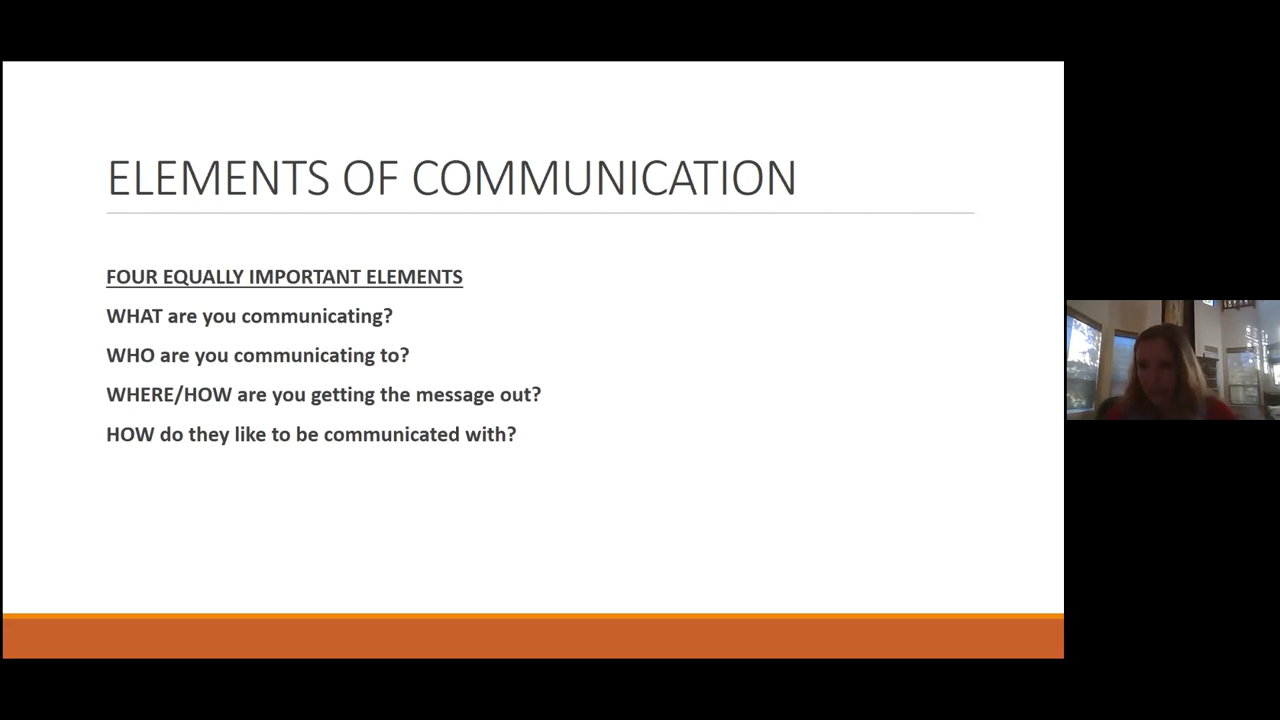 ELEMENTS OF COMMUNICATION
FOUR EQUALLY IMPORTANT ELEMENTS
WHAT are you communicating?
WHO are you communicating to?
WHERE/HOW are you getting the message out?
HOW do they like to be communicated with?